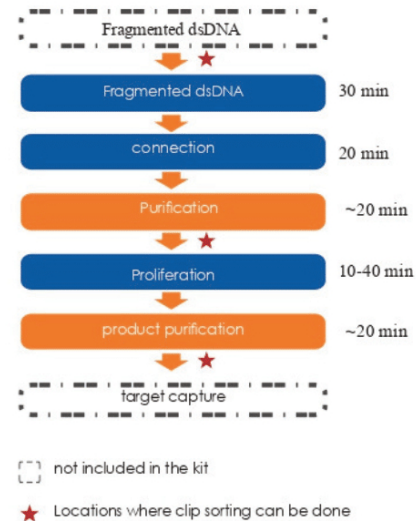 Fragmented dsDNA
Fragmented dsDNA 30 min
connection 20 min
Purification ~20 min
Proliferation 10-40 min
product purification ~20 min
target capture
not included in the kit
Locations where clip sorting can be done